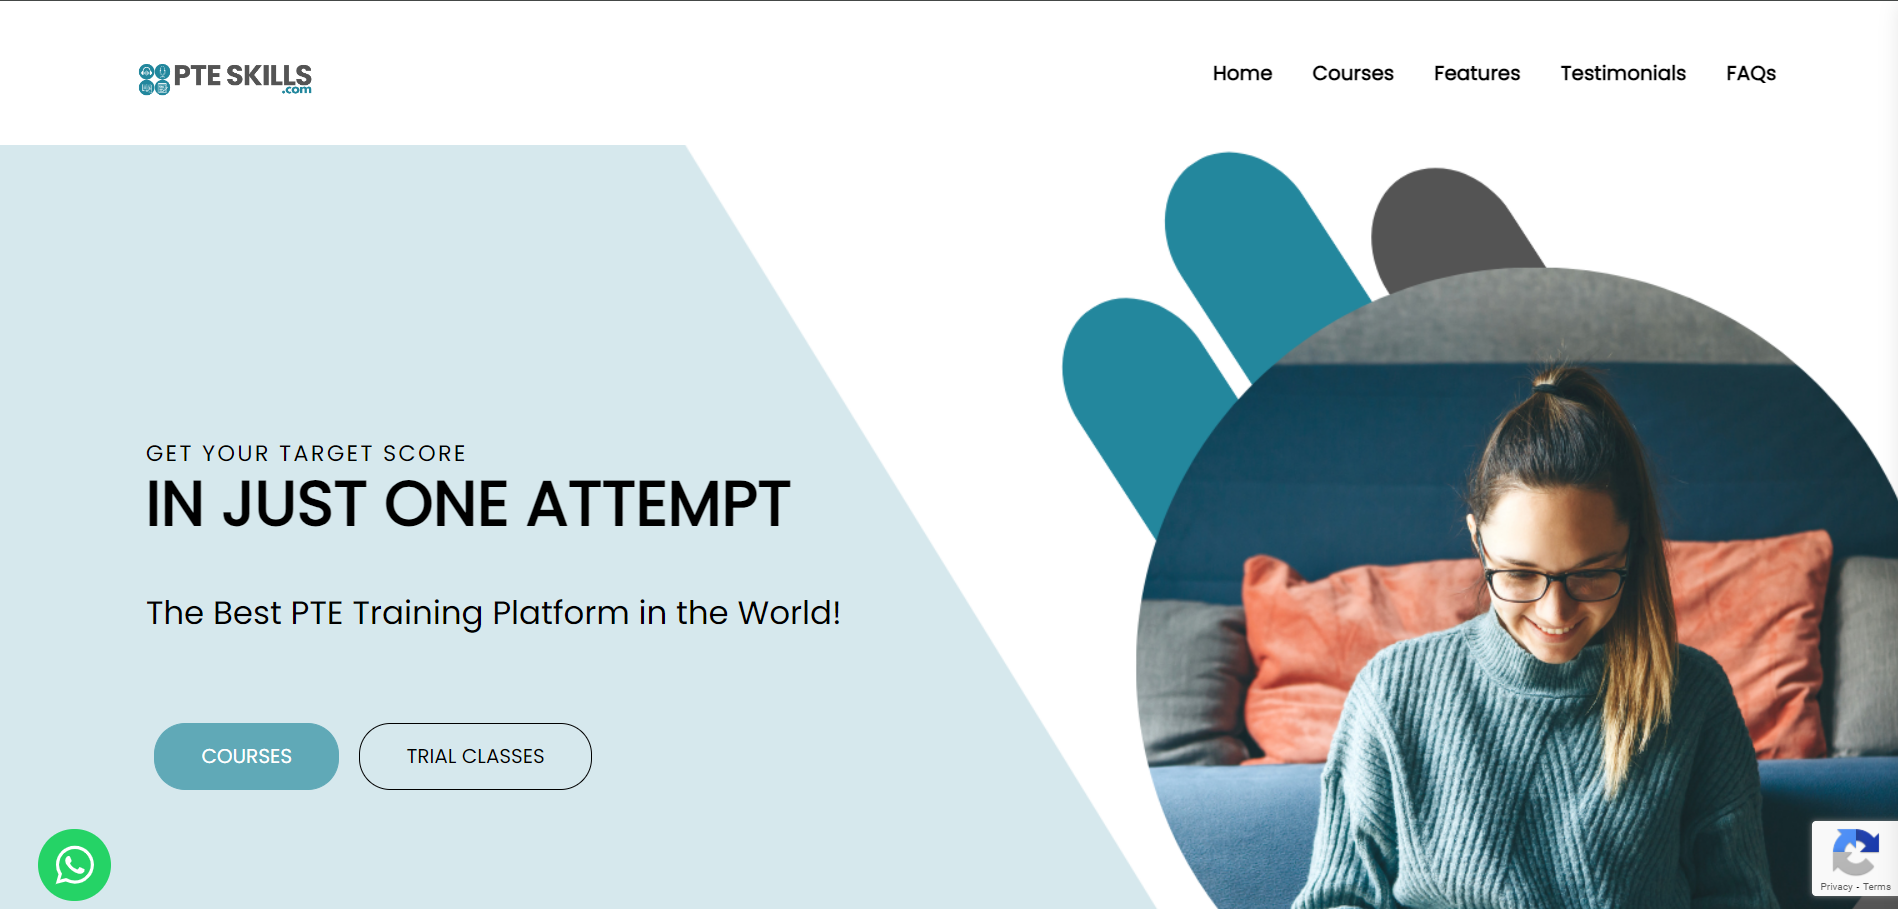 PTE SKILLS
.com
Home Courses Features Testimonials FAQs
GET YOUR TARGET SCORE
IN JUST ONE ATTEMPT
The Best PTE Training Platform in the World!
COURSES TRIAL CLASSES
Privacy - Terms